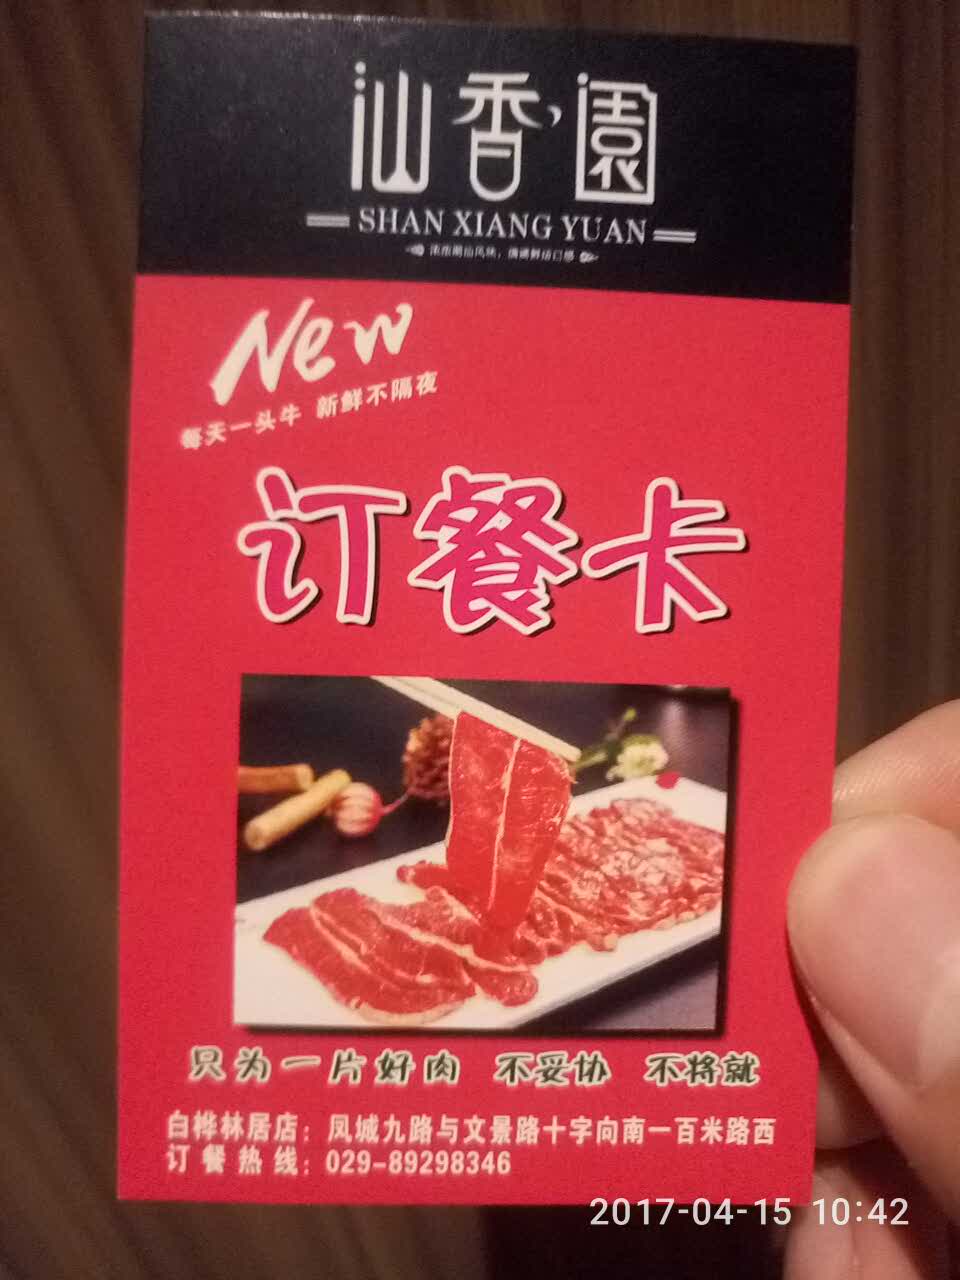 汕香園
SHAN XIANG YUAN
New
每天一头牛 新鲜不隔夜
订餐卡
只为一片好肉 不妥协 不将就
白桦林居店：凤城九路与文景路十字向南一百米路西
订餐热线：029-89298346
2017-04-15 10:42